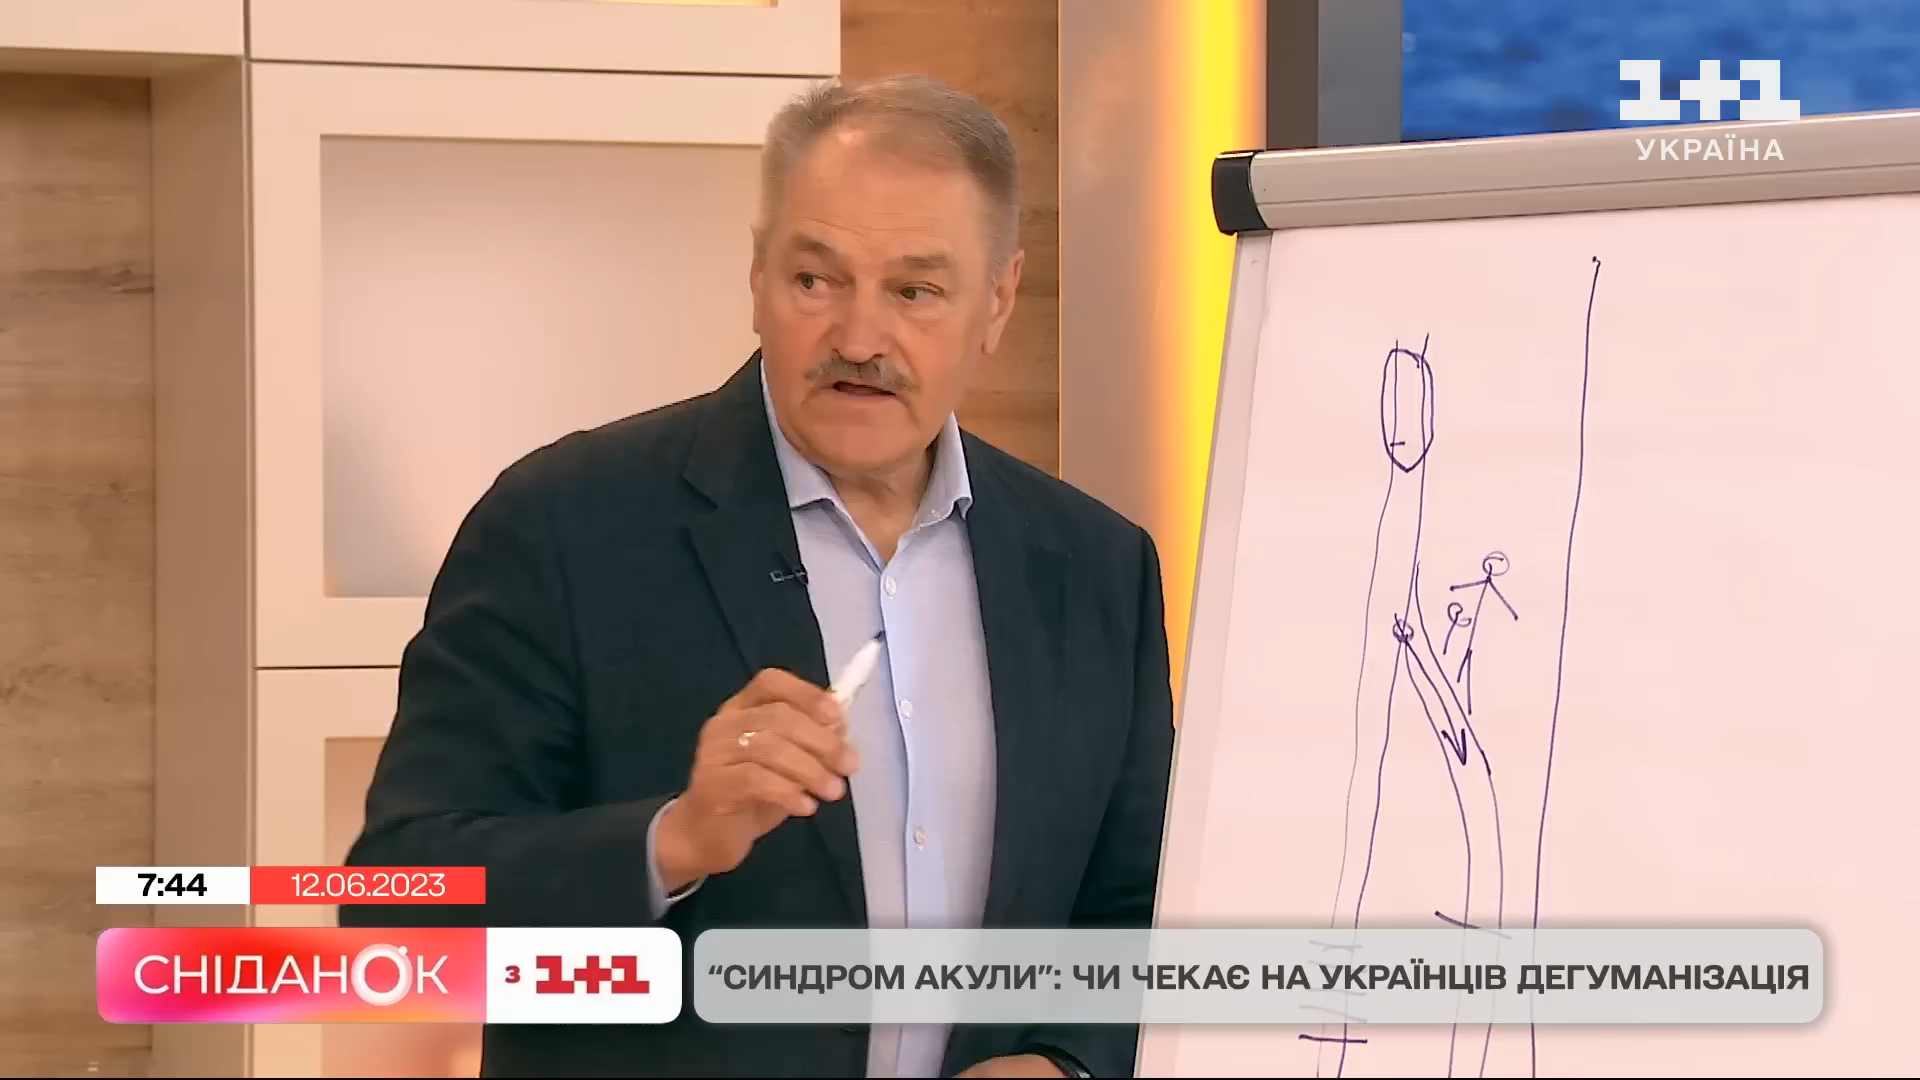 1+1
УКРАЇНА
7:44 12.06.2023
СНІДАНОК З 1+1
“СИНДРОМ АКУЛИ”: ЧИ ЧЕКАЄ НА УКРАЇНЦІВ ДЕГУМАНІЗАЦІЯ